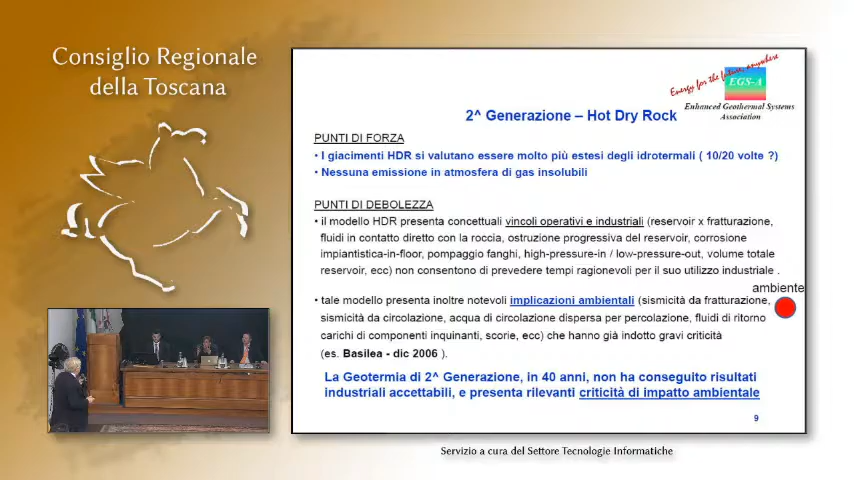 Consiglio Regionale
della Toscana
Energy for the future, anywhere
EGS-A
Enhanced Geothermal Systems
Association
2^ Generazione – Hot Dry Rock
PUNTI DI FORZA
• I giacimenti HDR si valutano essere molto più estesi degli idrotermali ( 10/20 volte ?)
• Nessuna emissione in atmosfera di gas insolubili
PUNTI DI DEBOLEZZA
• il modello HDR presenta concettuali vincoli operativi e industriali (reservoir x fratturazione,
fluidi in contatto diretto con la roccia, ostruzione progressiva del reservoir, corrosione
impiantistica-in-floor, pompaggio fanghi, high-pressure-in / low-pressure-out, volume totale
reservoir, ecc) non consentono di prevedere tempi ragionevoli per il suo utilizzo industriale .
ambiente
• tale modello presenta inoltre notevoli implicazioni ambientali (sismicità da fratturazione,
sismicità da circolazione, acqua di circolazione dispersa per percolazione, fluidi di ritorno
carichi di componenti inquinanti, scorie, ecc) che hanno già indotto gravi criticità
(es. Basilea - dic 2006 ).
La Geotermia di 2^ Generazione, in 40 anni, non ha conseguito risultati
industriali accettabili, e presenta rilevanti criticità di impatto ambientale
9
Servizio a cura del Settore Tecnologie Informatiche